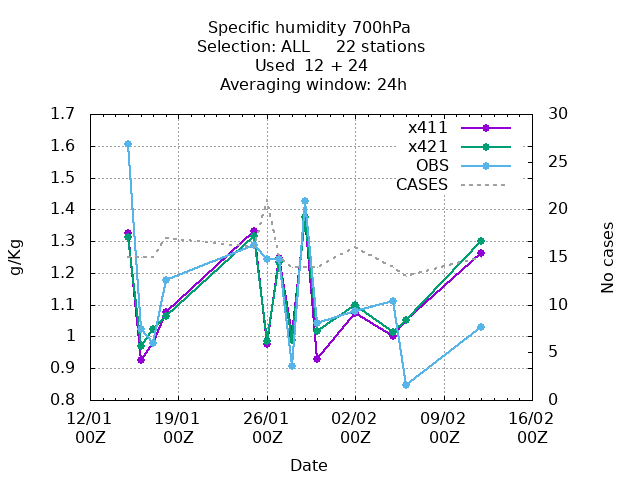 Specific humidity 700hPa
Selection: ALL     22 stations
Used  12 + 24
Averaging window: 24h
1.7
1.6
1.5
1.4
1.3
1.2
1.1
1
0.9
0.8
g/Kg
x411
x421
OBS
CASES
30
25
20
15
10
5
0
No cases
12/01 19/01 26/01 02/02 09/02 16/02
00Z 00Z 00Z 00Z 00Z 00Z
Date